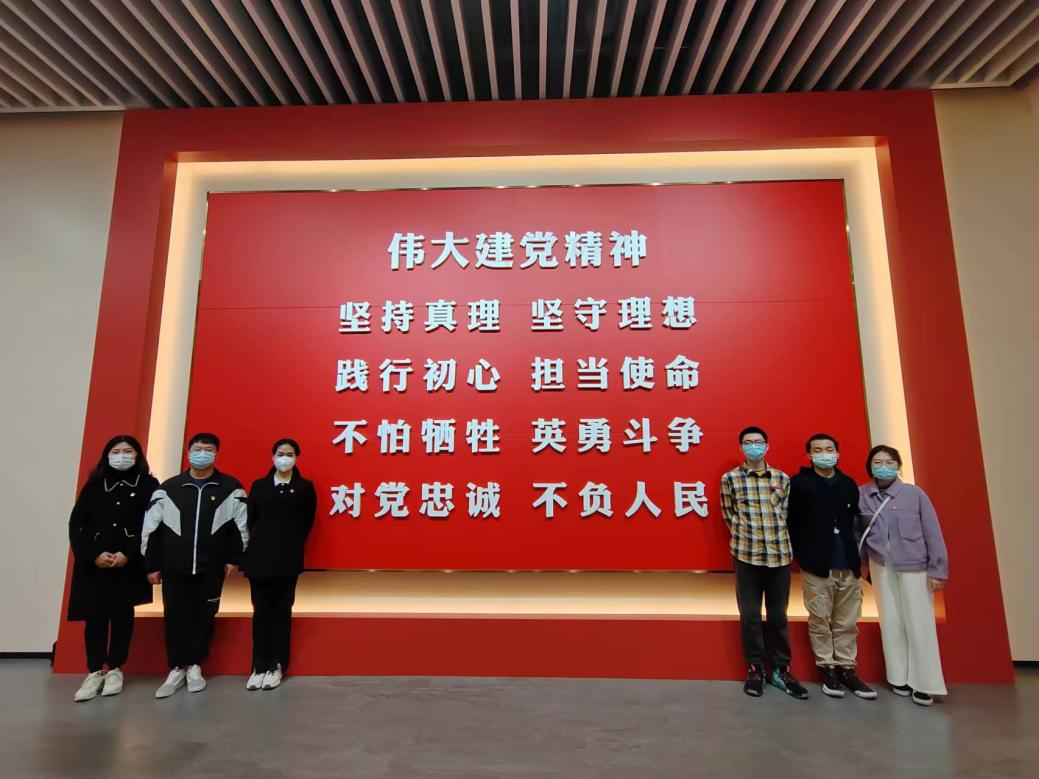 伟大建党精神
坚持真理 坚守理想
践行初心 担当使命
不怕牺牲 英勇斗争
对党忠诚 不负人民